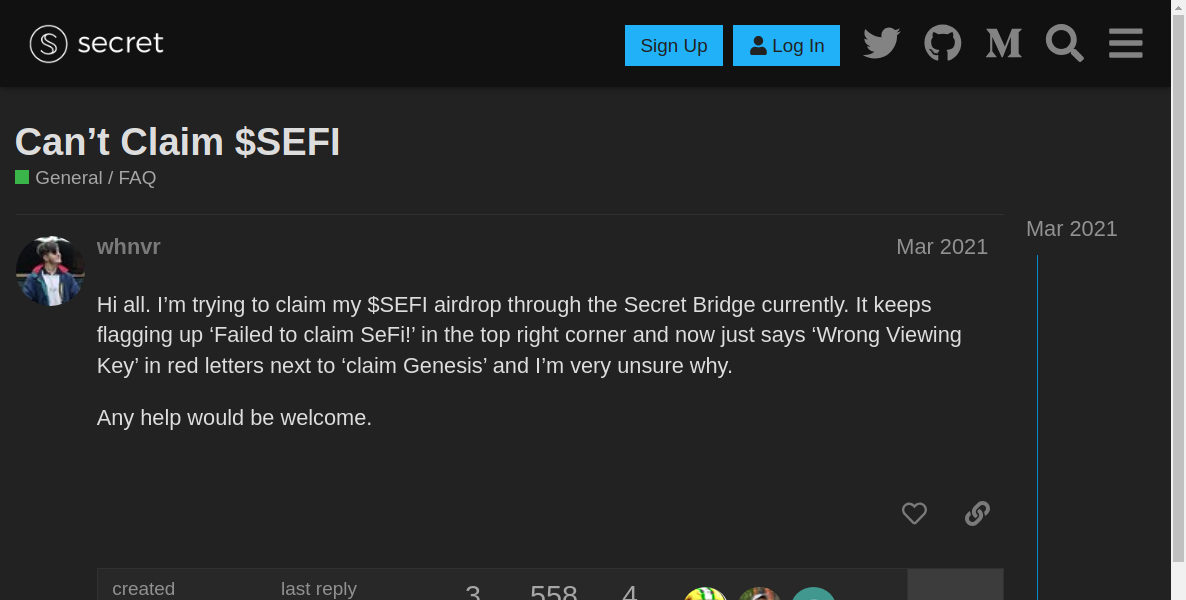 secret
Sign Up
Log In
Can’t Claim $SEFI
General / FAQ
whnvr
Mar 2021
Mar 2021
Hi all. I’m trying to claim my $SEFI airdrop through the Secret Bridge currently. It keeps
flagging up ‘Failed to claim SeFi!’ in the top right corner and now just says ‘Wrong Viewing
Key’ in red letters next to ‘claim Genesis’ and I’m very unsure why.
Any help would be welcome.
created
last reply
3
558
4